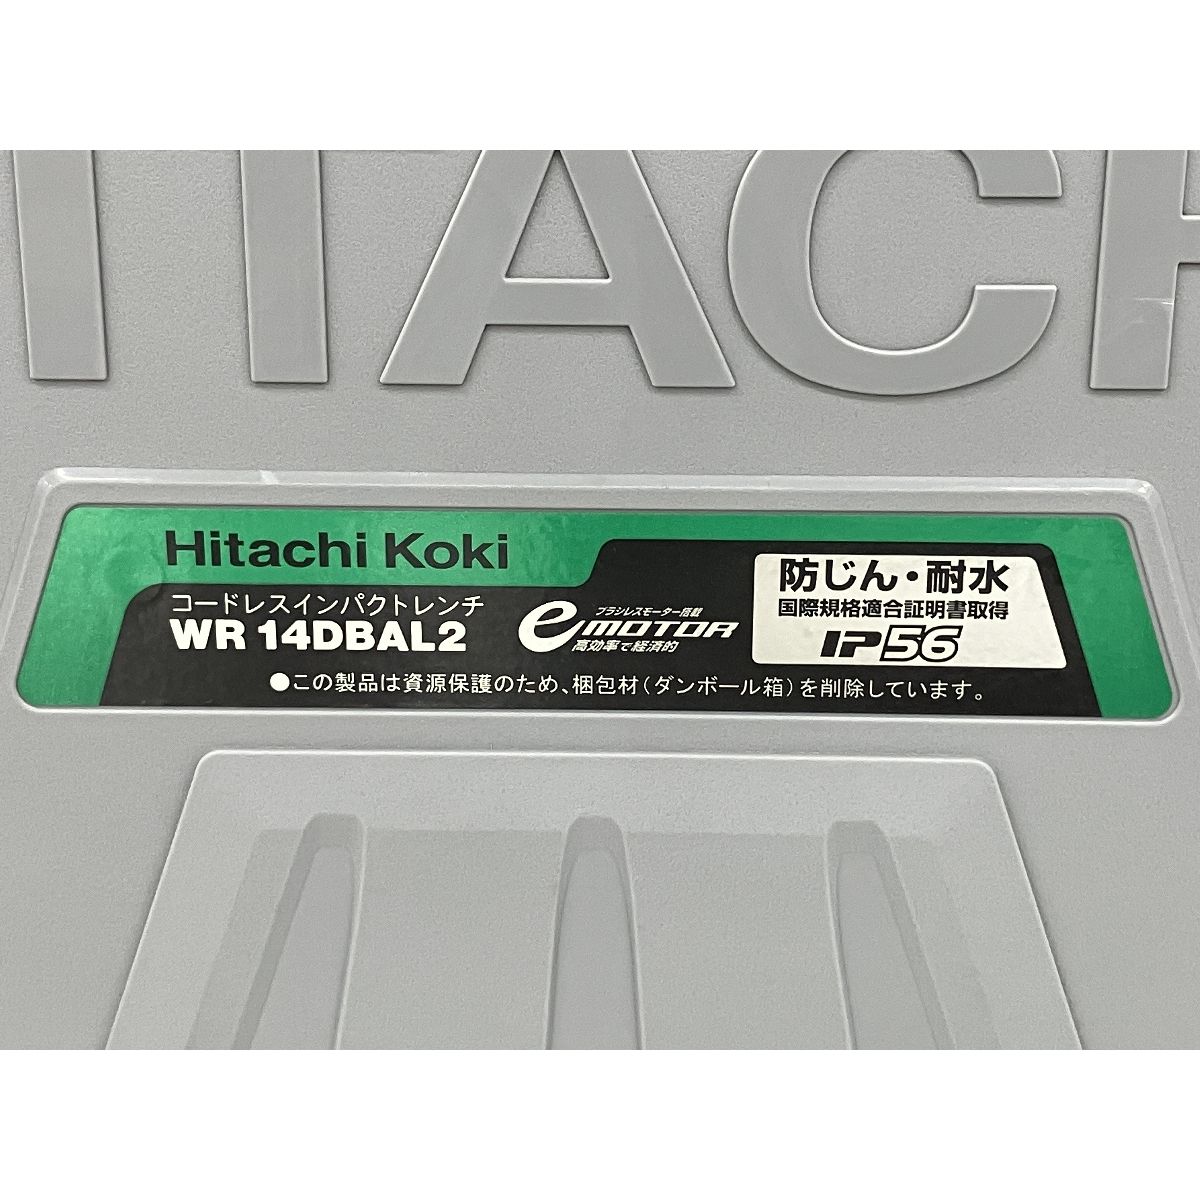 ITACH
Hitachi Koki
コードレスインパクトレンチ
WR 14DBAL2
ブラシレスモーター搭載
e MOTOR
高効率で経済的
防じん・耐水
国際規格適合証明書取得
IP56
●この製品は資源保護のため、梱包材(ダンボール箱)を削除しています。